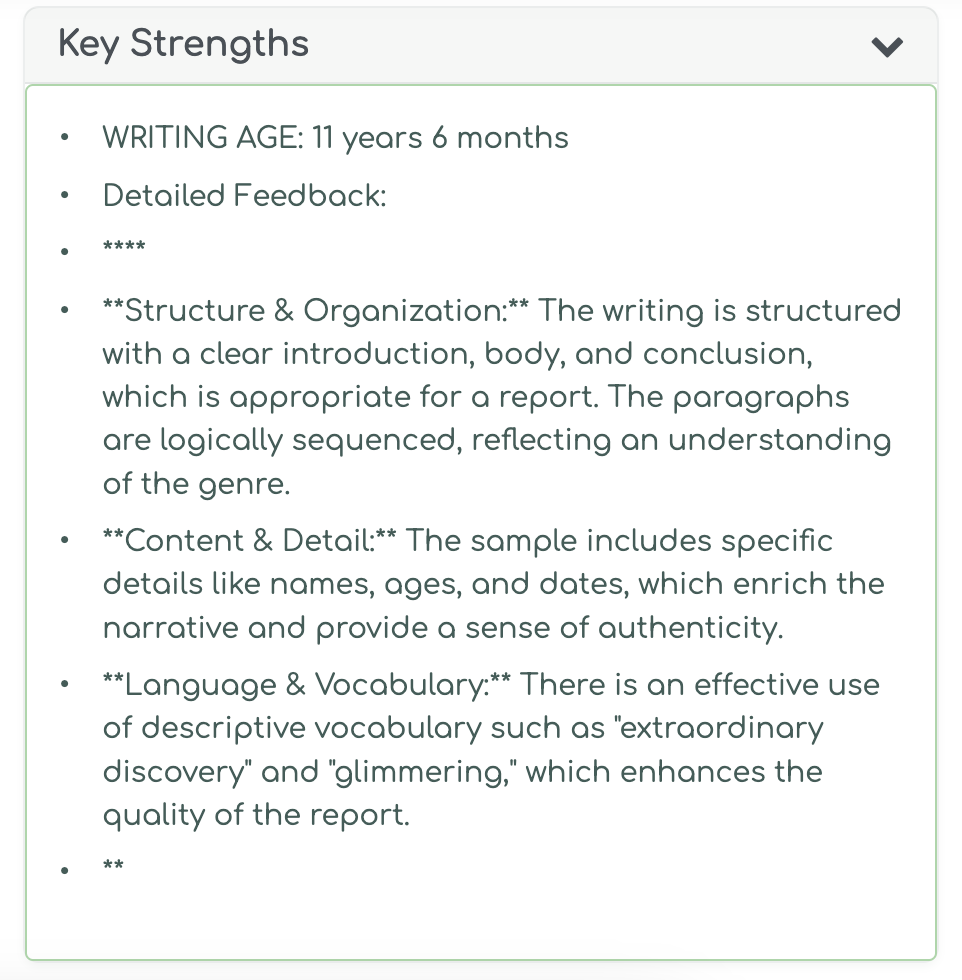 Key Strengths
• WRITING AGE: 11 years 6 months
• Detailed Feedback:
• ****
• **Structure & Organization:** The writing is structured
with a clear introduction, body, and conclusion,
which is appropriate for a report. The paragraphs
are logically sequenced, reflecting an understanding
of the genre.
• **Content & Detail:** The sample includes specific
details like names, ages, and dates, which enrich the
narrative and provide a sense of authenticity.
• **Language & Vocabulary:** There is an effective use
of descriptive vocabulary such as "extraordinary
discovery" and "glimmering," which enhances the
quality of the report.
• **